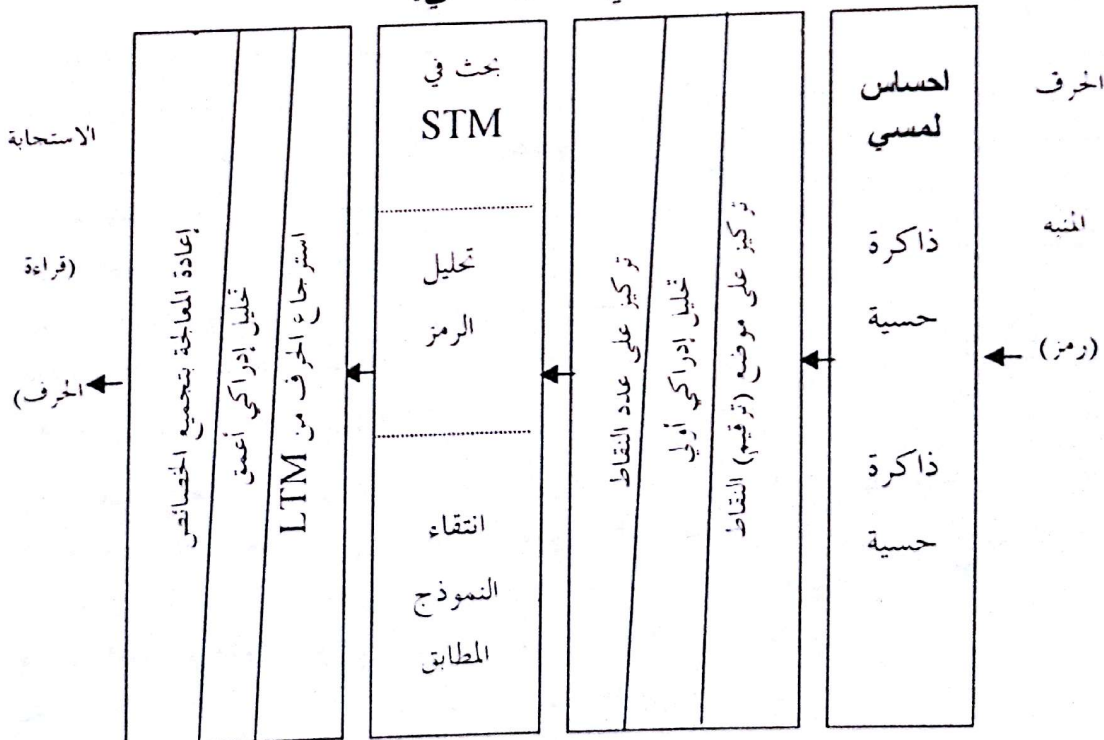 الحرف
المنبه
(رمز)
احساس
لمسي
ذاكرة
حسية
ذاكرة
حسية
تركيز على موضع (ترقيم) النقاط
تحليل إدراكي أولي
تركيز على عدد النقاط
بحث في
STM
تحليل
الرمز
انتقاء
النموذج
المطابق
استرجاع الحرف من LTM
تحليل إدراكي أعمق
إعادة المعالجة بتجميع الخصائص
الاستجابة
(قراءة
الحرف)